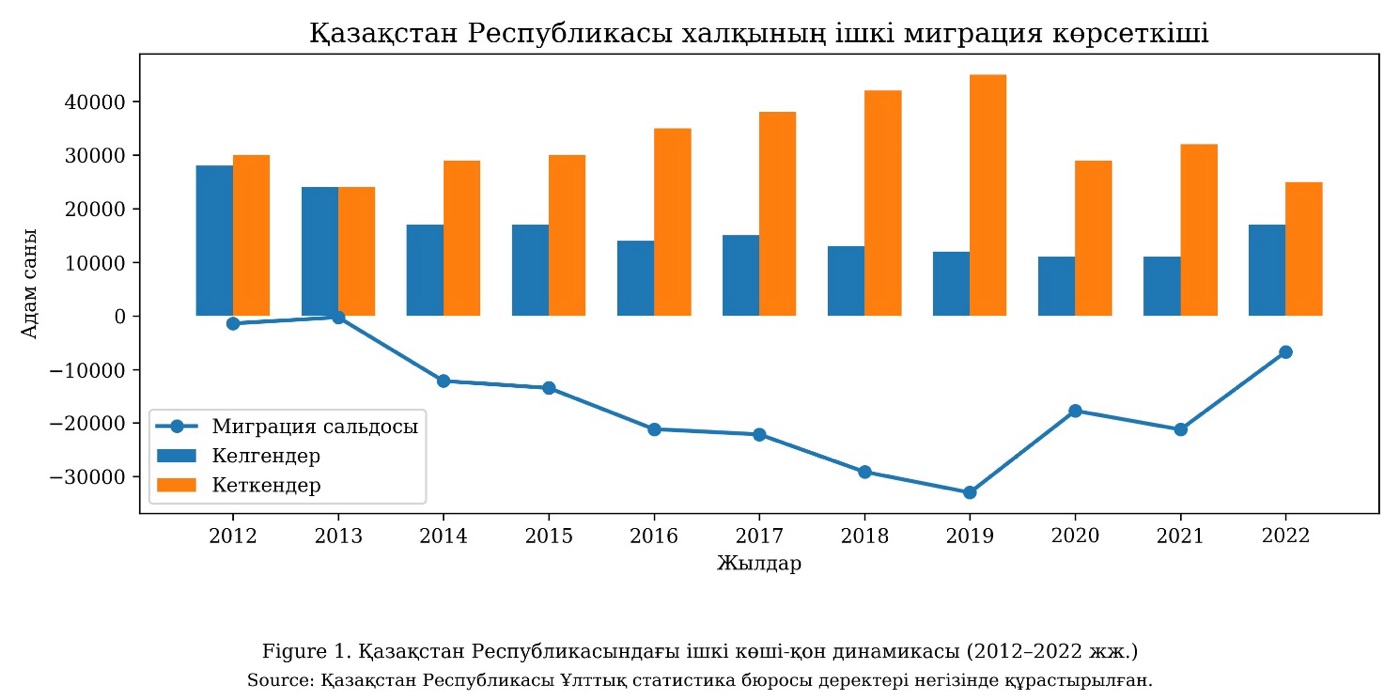 Қазақстан Республикасы халқының ішкі миграция көрсеткіші
Адам саны
40000
30000
20000
10000
0
−10000
−20000
−30000
Миграция сальдосы
Келгендер
Кеткендер
2012 2013 2014 2015 2016 2017 2018 2019 2020 2021 2022
Жылдар
Figure 1. Қазақстан Республикасындағы ішкі көші-қон динамикасы (2012–2022 жж.)
Source: Қазақстан Республикасы Ұлттық статистика бюросы деректері негізінде құрастырылған.